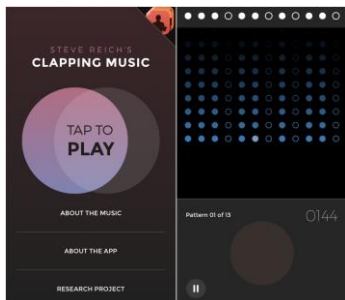 STEVE REICH'S
CLAPPING MUSIC
TAP TO
PLAY
ABOUT THE MUSIC
ABOUT THE APP
RESEARCH PROJECT
Pattern 01 of 13
0144